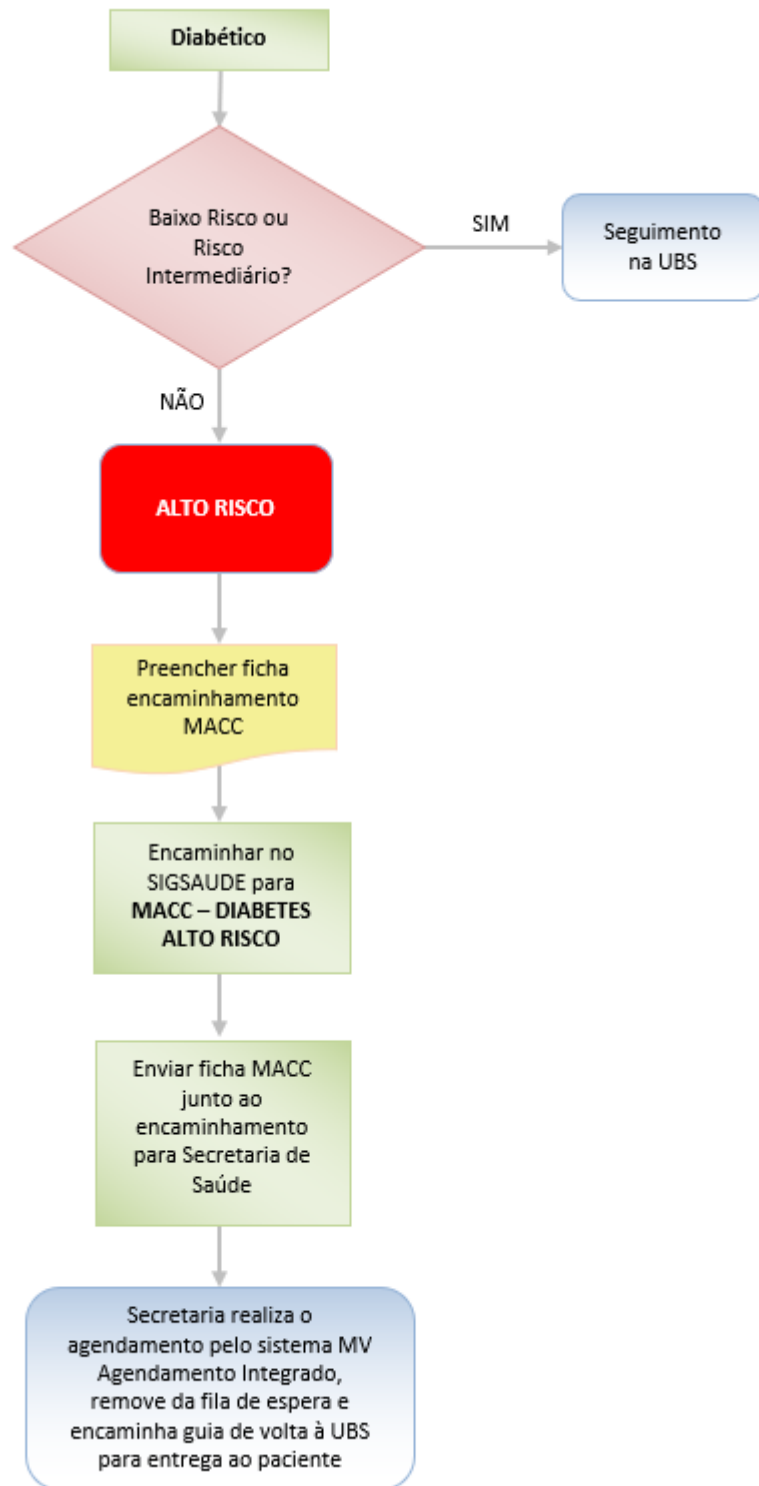 Diabético
Baixo Risco ou
Risco
Intermediário?
SIM
Seguimento
na UBS
NÃO
ALTO RISCO
Preencher ficha
encaminhamento
MACC
Encaminhar no
SIGSAUDE para
MACC – DIABETES
ALTO RISCO
Enviar ficha MACC
junto ao
encaminhamento
para Secretaria de
Saúde
Secretaria realiza o
agendamento pelo sistema MV
Agendamento Integrado,
remove da fila de espera e
encaminha guia de volta à UBS
para entrega ao paciente